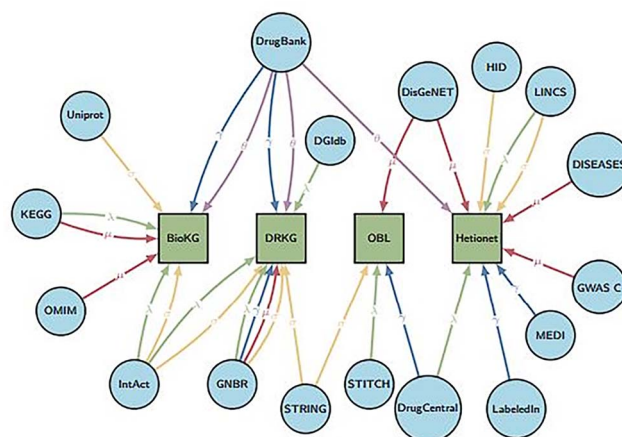 DrugBank
HID
DisGeNET
LINCS
Uniprot
DGIdb
γ
θ
γ
θ
θ
μ
μ
σ
λ
σ
σ
λ
DISEASES
KEGG
λ
μ
μ
BioKG
DRKG
OBL
Hetionet
μ
GWAS C
OMIM
μ
λ
σ
λ
σ
λ
γ
μ
σ
σ
σ
λ
γ
λ
γ
γ
MEDI
IntAct
GNBR
STRING
STITCH
DrugCentral
LabeledIn